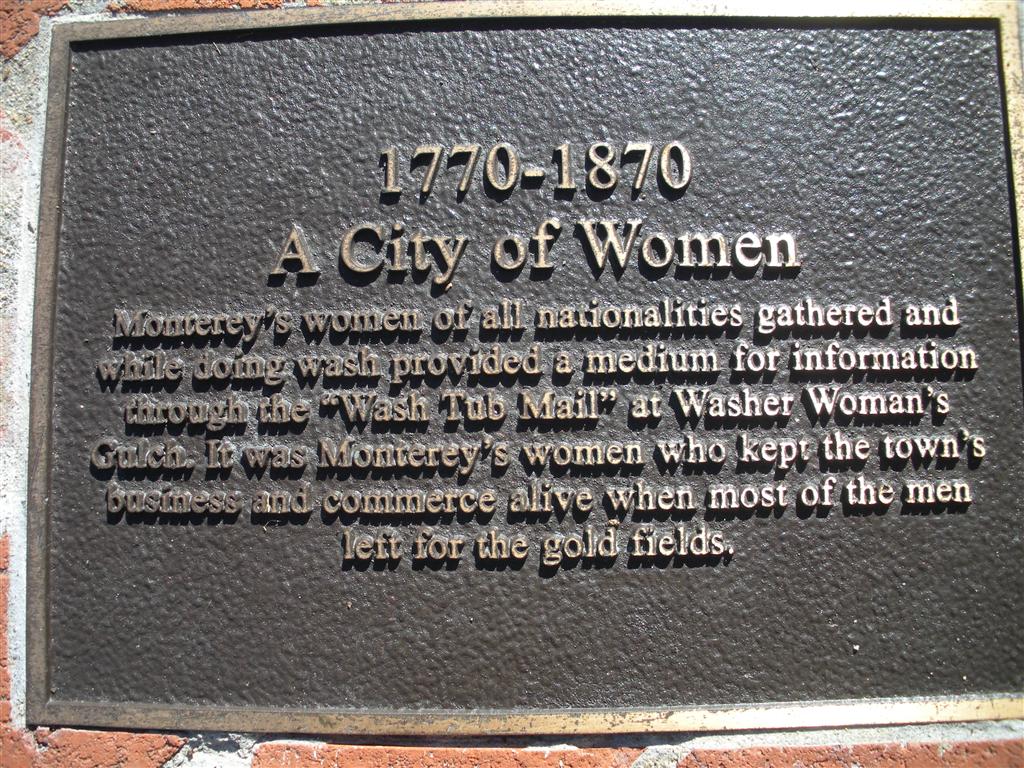 1770-1870
A City of Women
Monterey's women of all nationalities gathered and
while doing wash provided a medium for information
through the “Wash Tub Mail” at Washer Woman's
Gulch. It was Monterey's women who kept the town's
business and commerce alive when most of the men
left for the gold fields.